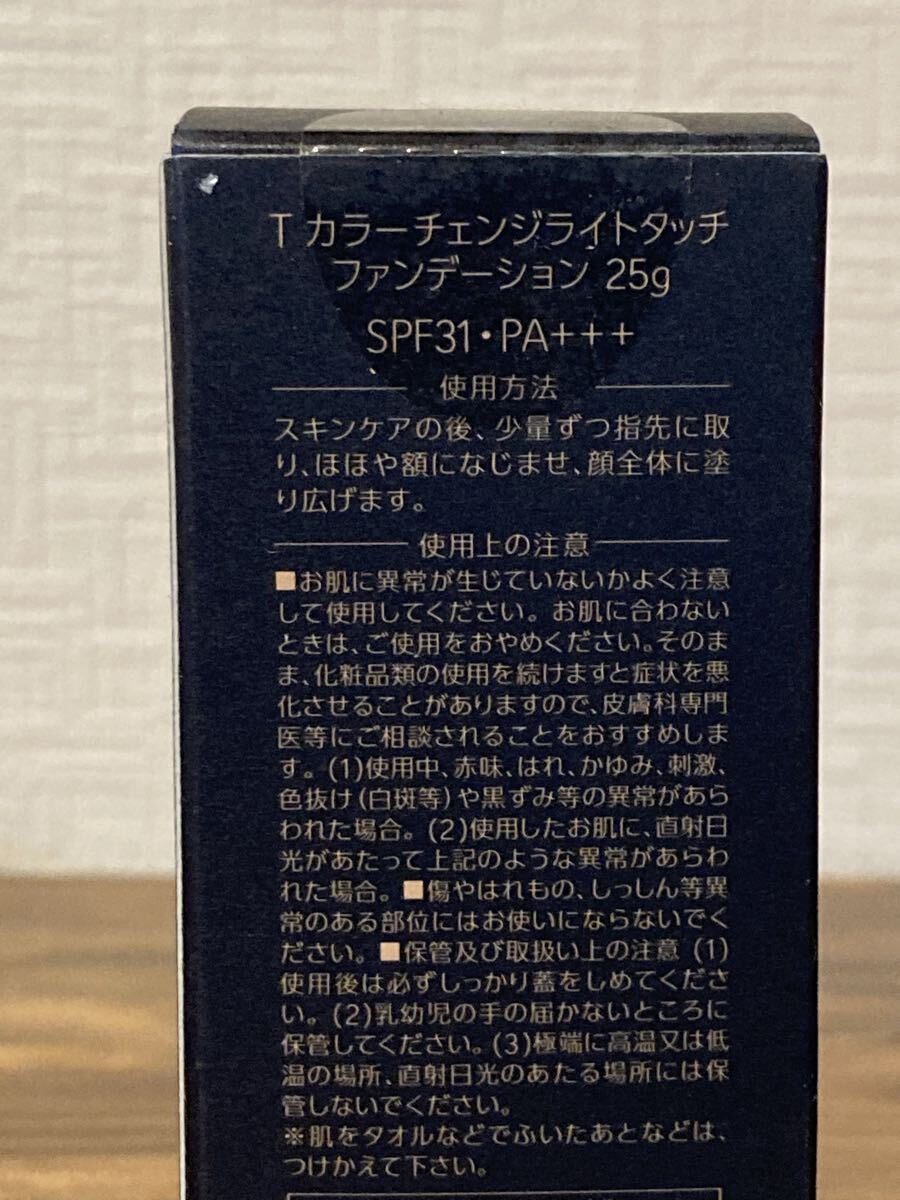 T カラーチェンジライトタッチ
ファンデーション 25g
SPF31・PA+++
使用方法
スキンケアの後、少量ずつ指先に取
り、ほほや額になじませ、顔全体に塗
り広げます。
使用上の注意
■お肌に異常が生じていないかよく注意
して使用してください。お肌に合わない
ときは、ご使用をおやめください。そのま
ま、化粧品類の使用を続けますと症状を悪
化させることがありますので、皮膚科専門
医等にご相談されることをおすすめしま
す。(1)使用中、赤味、はれ、かゆみ、刺激、
色抜け(白斑等)や黒ずみ等の異常があら
われた場合。(2)使用したお肌に、直射日
光があたって上記のような異常があらわ
れた場合。■傷やはれもの、しっしん等異
常のある部位にはお使いにならないでく
ださい。■保管及び取扱い上の注意 (1)
使用後は必ずしっかり蓋をしめてくださ
い。(2)乳幼児の手の届かないところに
保管してください。(3)極端に高温又は低
温の場所、直射日光のあたる場所には保
管しないでください。
※肌をタオルなどでふいたあとなどは、
つけかえて下さい。